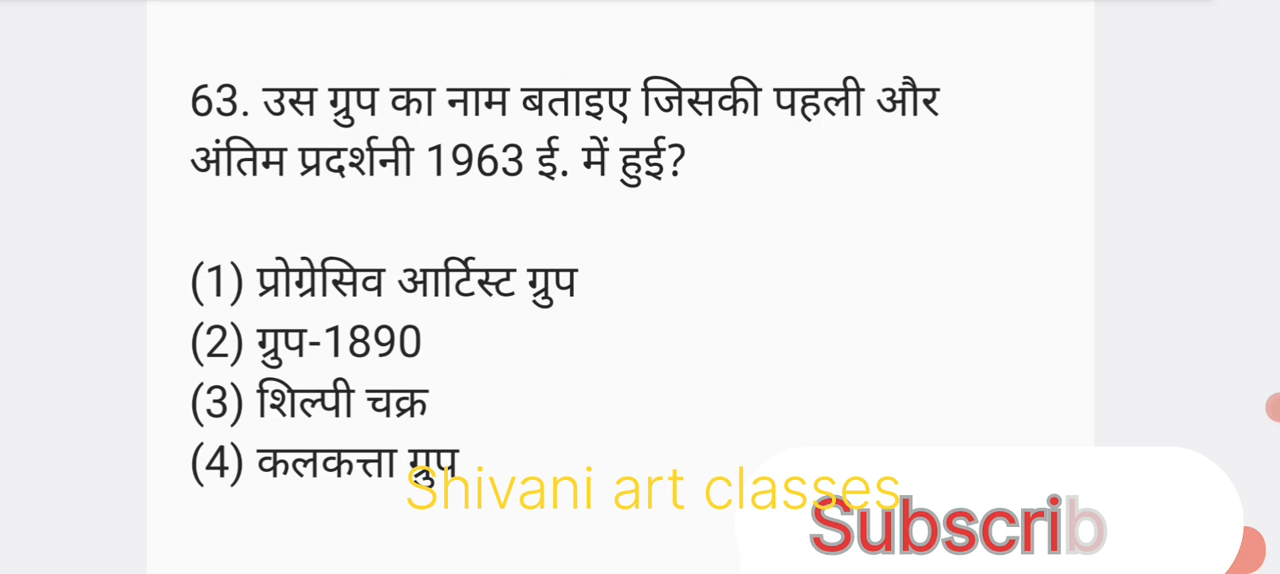 63. उस ग्रुप का नाम बताइए जिसकी पहली और
अंतिम प्रदर्शनी 1963 ई. में हुई?
(1) प्रोग्रेसिव आर्टिस्ट ग्रुप
(2) ग्रुप-1890
(3) शिल्पी चक्र
(4) कलकत्ता ग्रुप
Shivani art classes
Subscrib